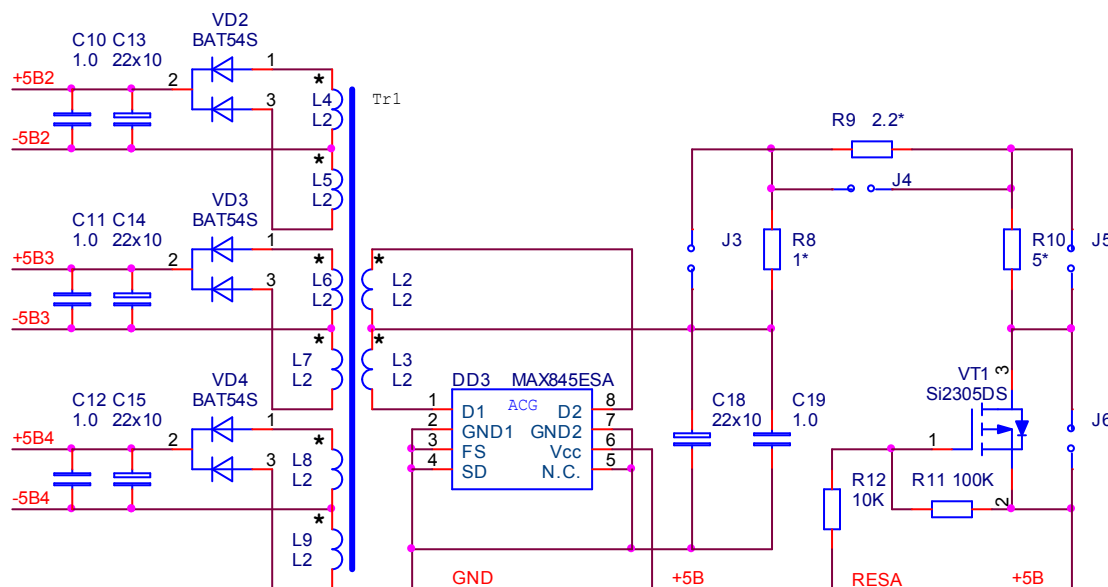 VD2
BAT54S
C10 C13
1.0 22x10
+5B2
2
1
3
-5B2
*
L4
L2
*
L5
L2
Tr1
VD3
BAT54S
C11 C14
1.0 22x10
+5B3
2
1
3
-5B3
*
L6
L2
*
L7
L2
*
L2
L2
*
L3
L2
VD4
BAT54S
C12 C15
1.0 22x10
+5B4
2
1
3
-5B4
*
L8
L2
*
L9
L2
DD3 MAX845ESA
ACG
1 D1 D2 8
2 GND1 GND2 7
3 FS Vcc 6
4 SD N.C. 5
C18
22x10
C19
1.0
R9 2.2*
J4
J3
R8
1*
R10
5*
J5
VT1
Si2305DS
3
1
2
J6
R12
10K
R11 100K
GND
+5B
RESA
+5B